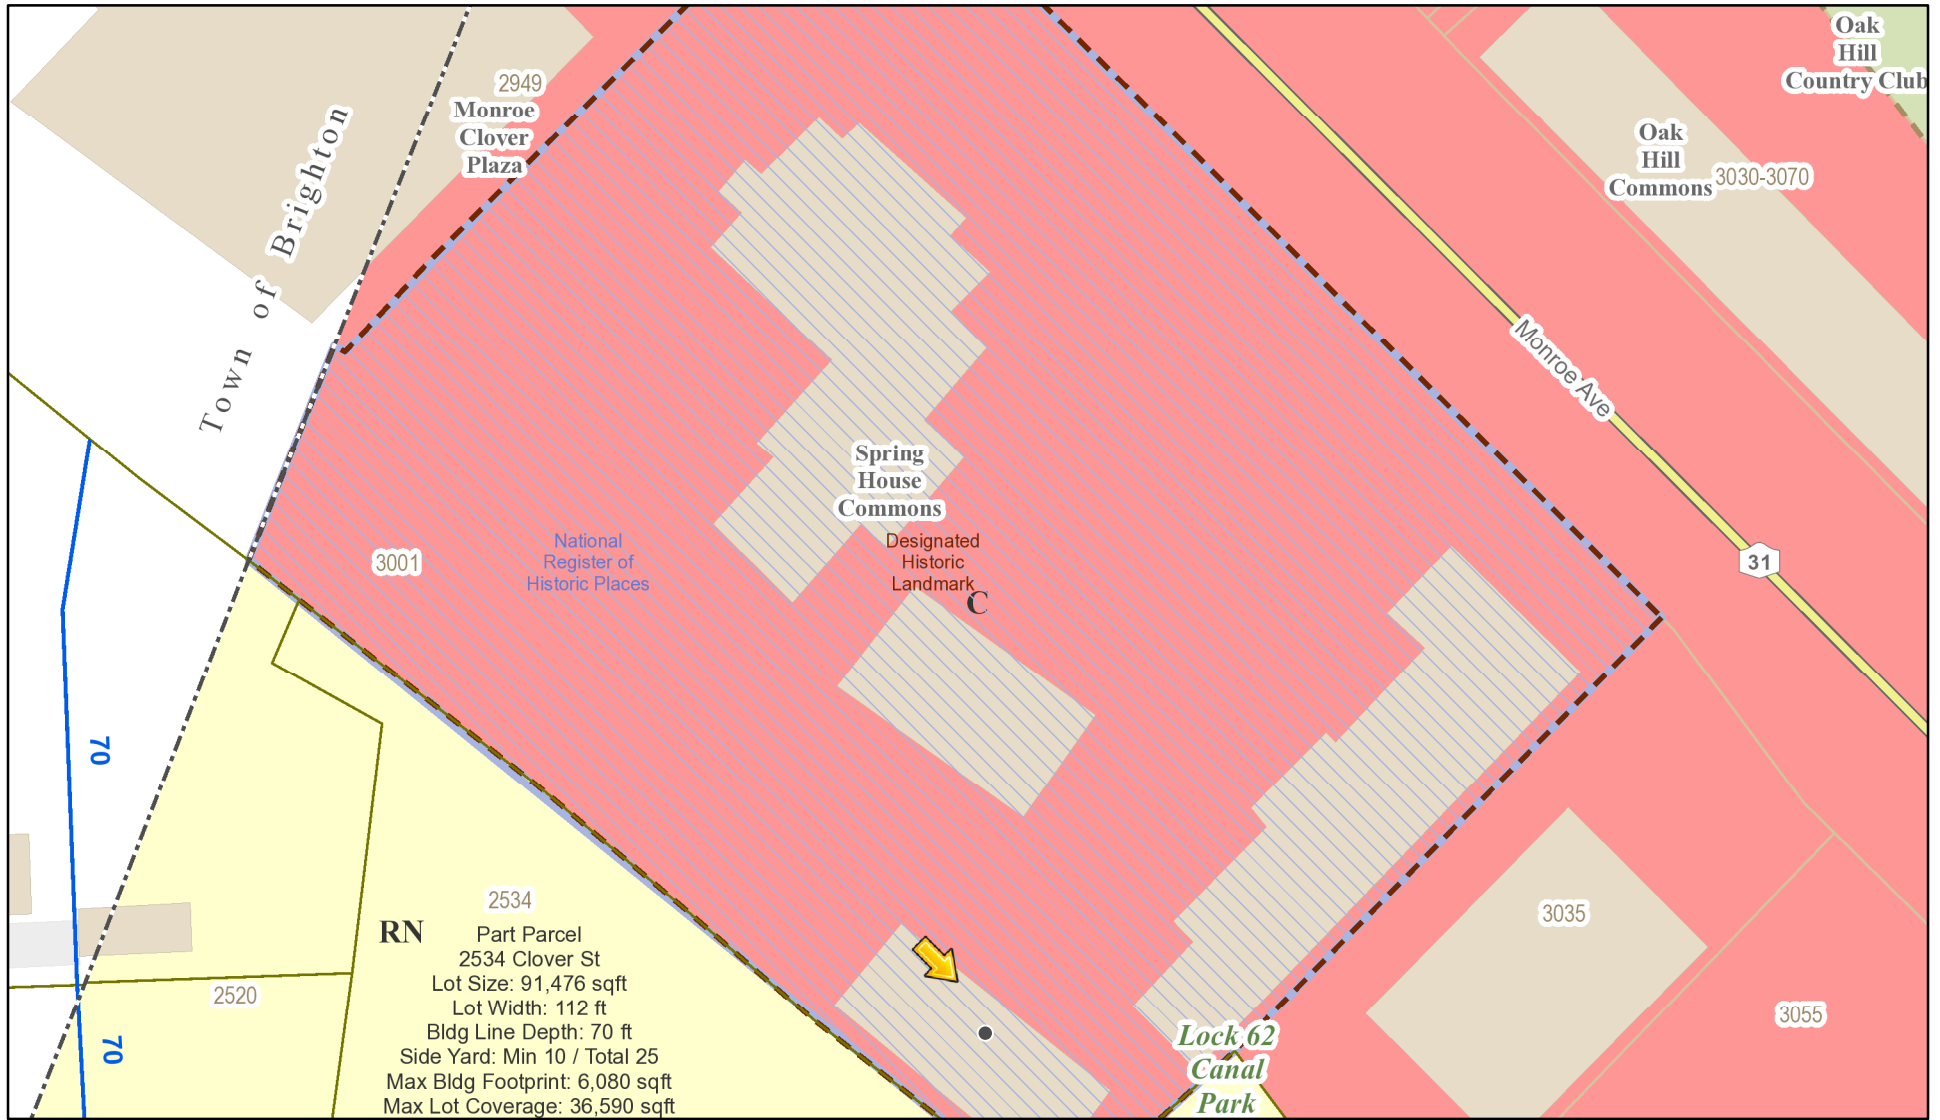 Oak
Hill
Country Club
2949
Monroe
Clover
Plaza
Oak
Hill
Commons
3030-3070
Town of Brighton
Monroe Ave
Spring
House
Commons
National
Register of
Historic Places
Designated
Historic
Landmark
C
3001
31
70
2534
RN
Part Parcel
2534 Clover St
Lot Size: 91,476 sqft
Lot Width: 112 ft
Bldg Line Depth: 70 ft
Side Yard: Min 10 / Total 25
Max Bldg Footprint: 6,080 sqft
Max Lot Coverage: 36,590 sqft
2520
70
3035
3055
Lock 62
Canal
Park